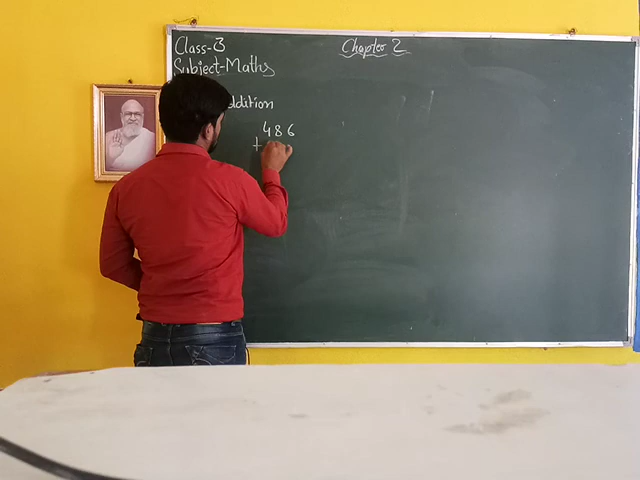 Class-3
Chapter 2
Subject-Maths
ddition
486
+